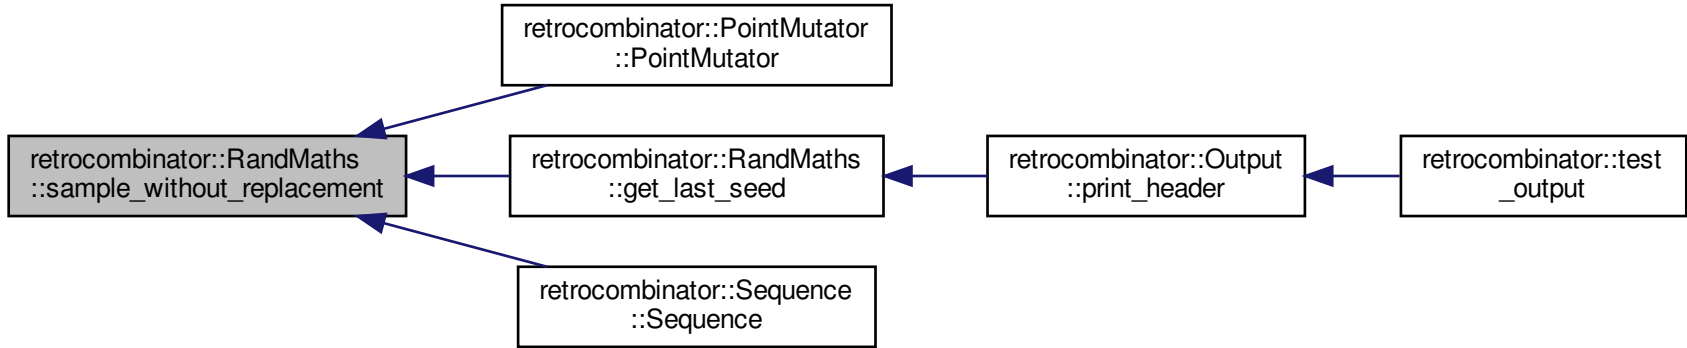 retrocombinator::PointMutator
::PointMutator
retrocombinator::RandMaths
::sample_without_replacement
retrocombinator::RandMaths
::get_last_seed
retrocombinator::Output
::print_header
retrocombinator::test
_output
retrocombinator::Sequence
::Sequence